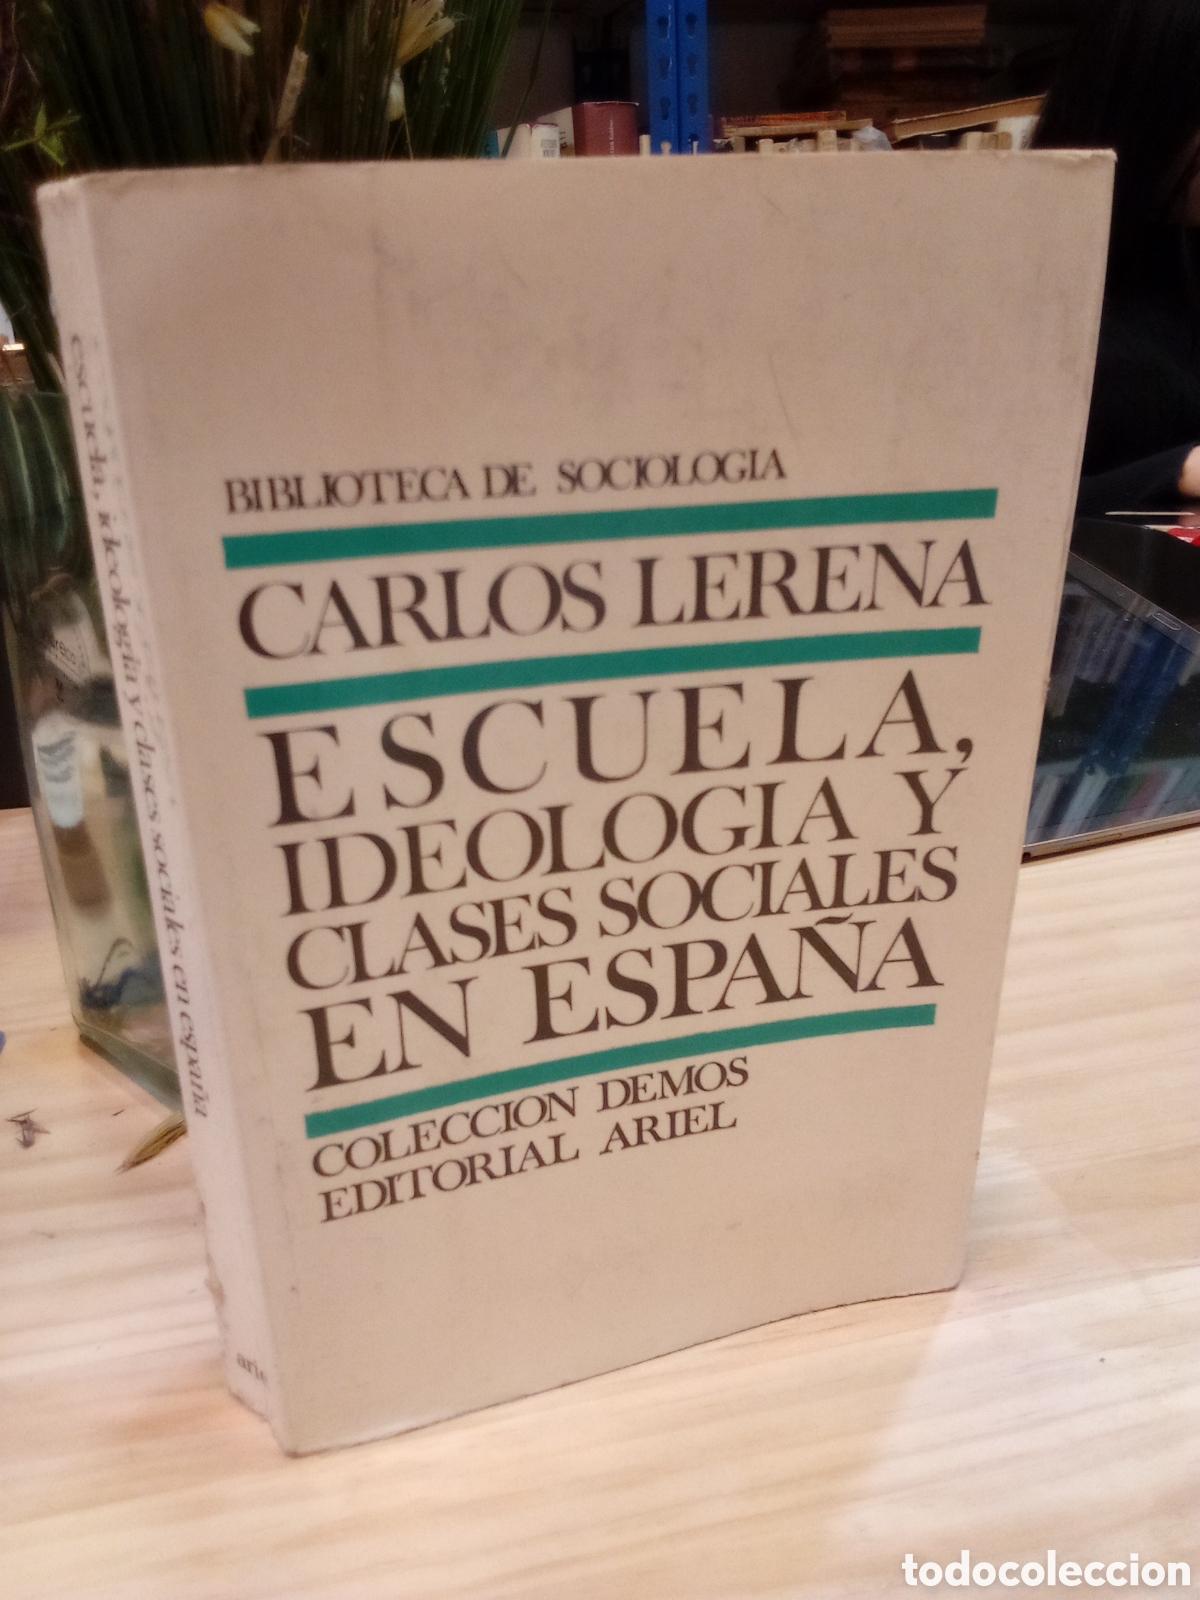 BIBLIOTECA DE SOCIOLOGIA
CARLOS LERENA
ESCUELA,
IDEOLOGIA Y
CLASES SOCIALES
EN ESPAÑA
COLECCION DEMOS
EDITORIAL ARIEL
escuela, ideología y clases sociales en españa
todocoleccion